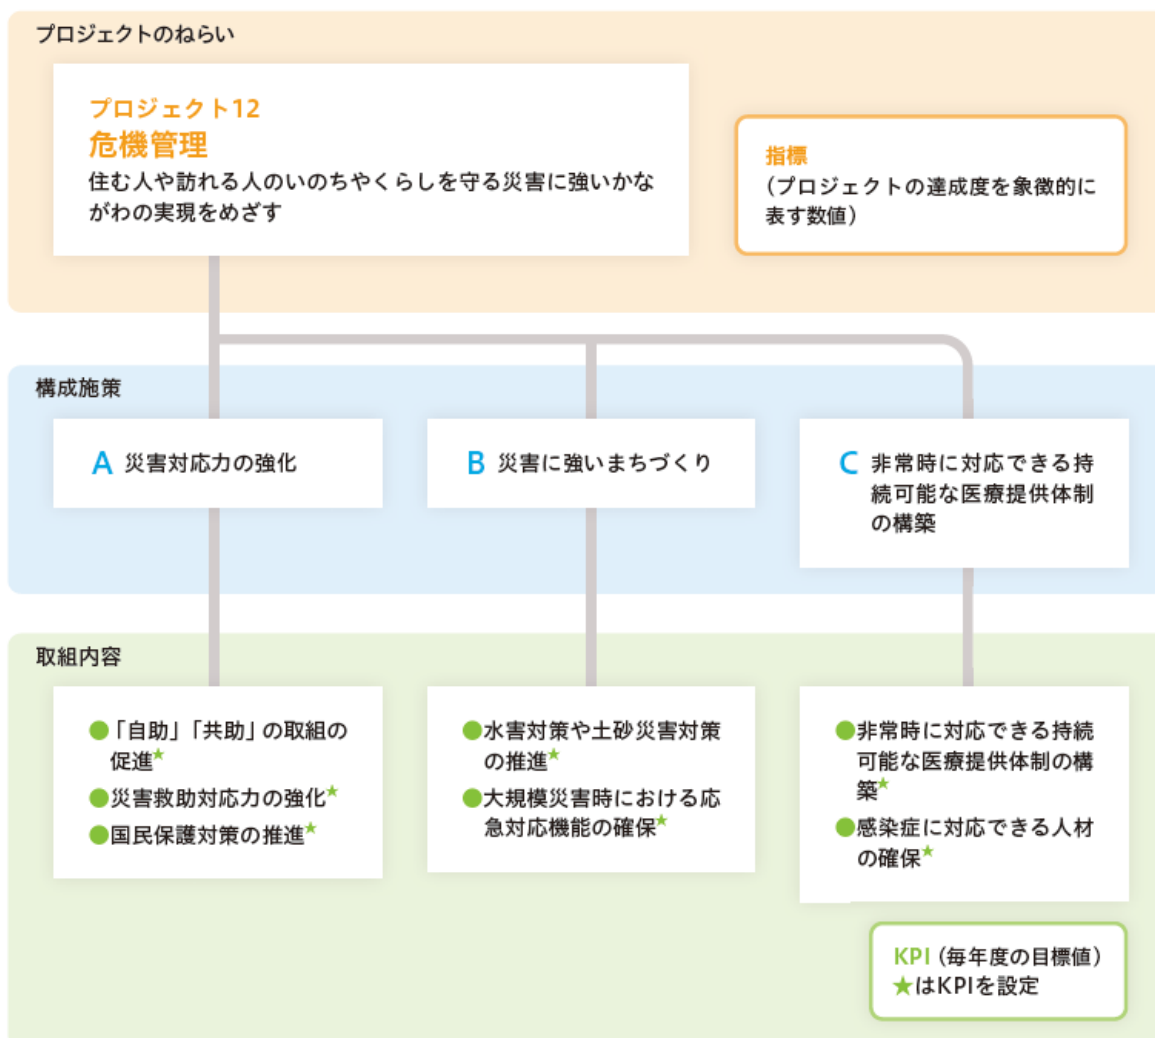 プロジェクトのねらい
プロジェクト12
危機管理
住む人や訪れる人のいのちやくらしを守る災害に強いかな
がわの実現をめざす
指標
(プロジェクトの達成度を象徴的に
表す数値)
構成施策
A 災害対応力の強化
B 災害に強いまちづくり
C 非常時に対応できる持
続可能な医療提供体制
の構築
取組内容
●「自助」「共助」の取組の
促進★
●災害救助対応力の強化★
●国民保護対策の推進★
●水害対策や土砂災害対策
の推進★
●大規模災害時における応
急対応機能の確保★
●非常時に対応できる持続
可能な医療提供体制の構
築★
●感染症に対応できる人材
の確保★
KPI(毎年度の目標値)
★はKPIを設定